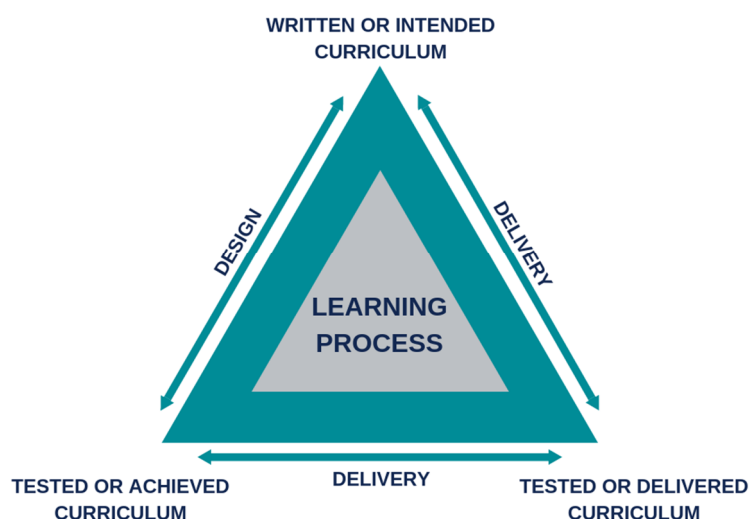 WRITTEN OR INTENDED
CURRICULUM
DESIGN
DELIVERY
LEARNING
PROCESS
DELIVERY
TESTED OR ACHIEVED
CURRICULUM
TESTED OR DELIVERED
CURRICULUM